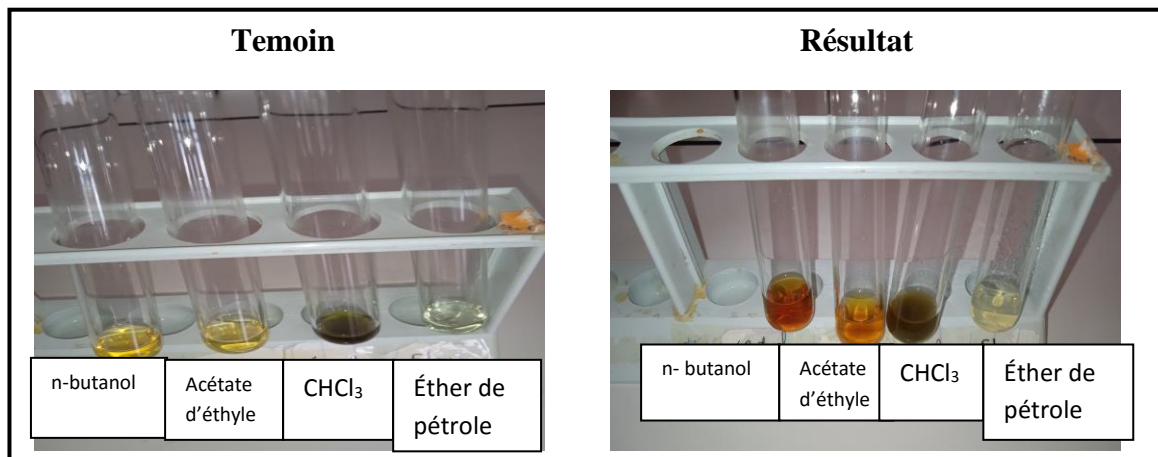 Temoin
Résultat
n-butanol
Acétate
d’éthyle
CHCl₃
Éther de
pétrole
n- butanol
Acétate
d’éthyle
CHCl₃
Éther de
pétrole